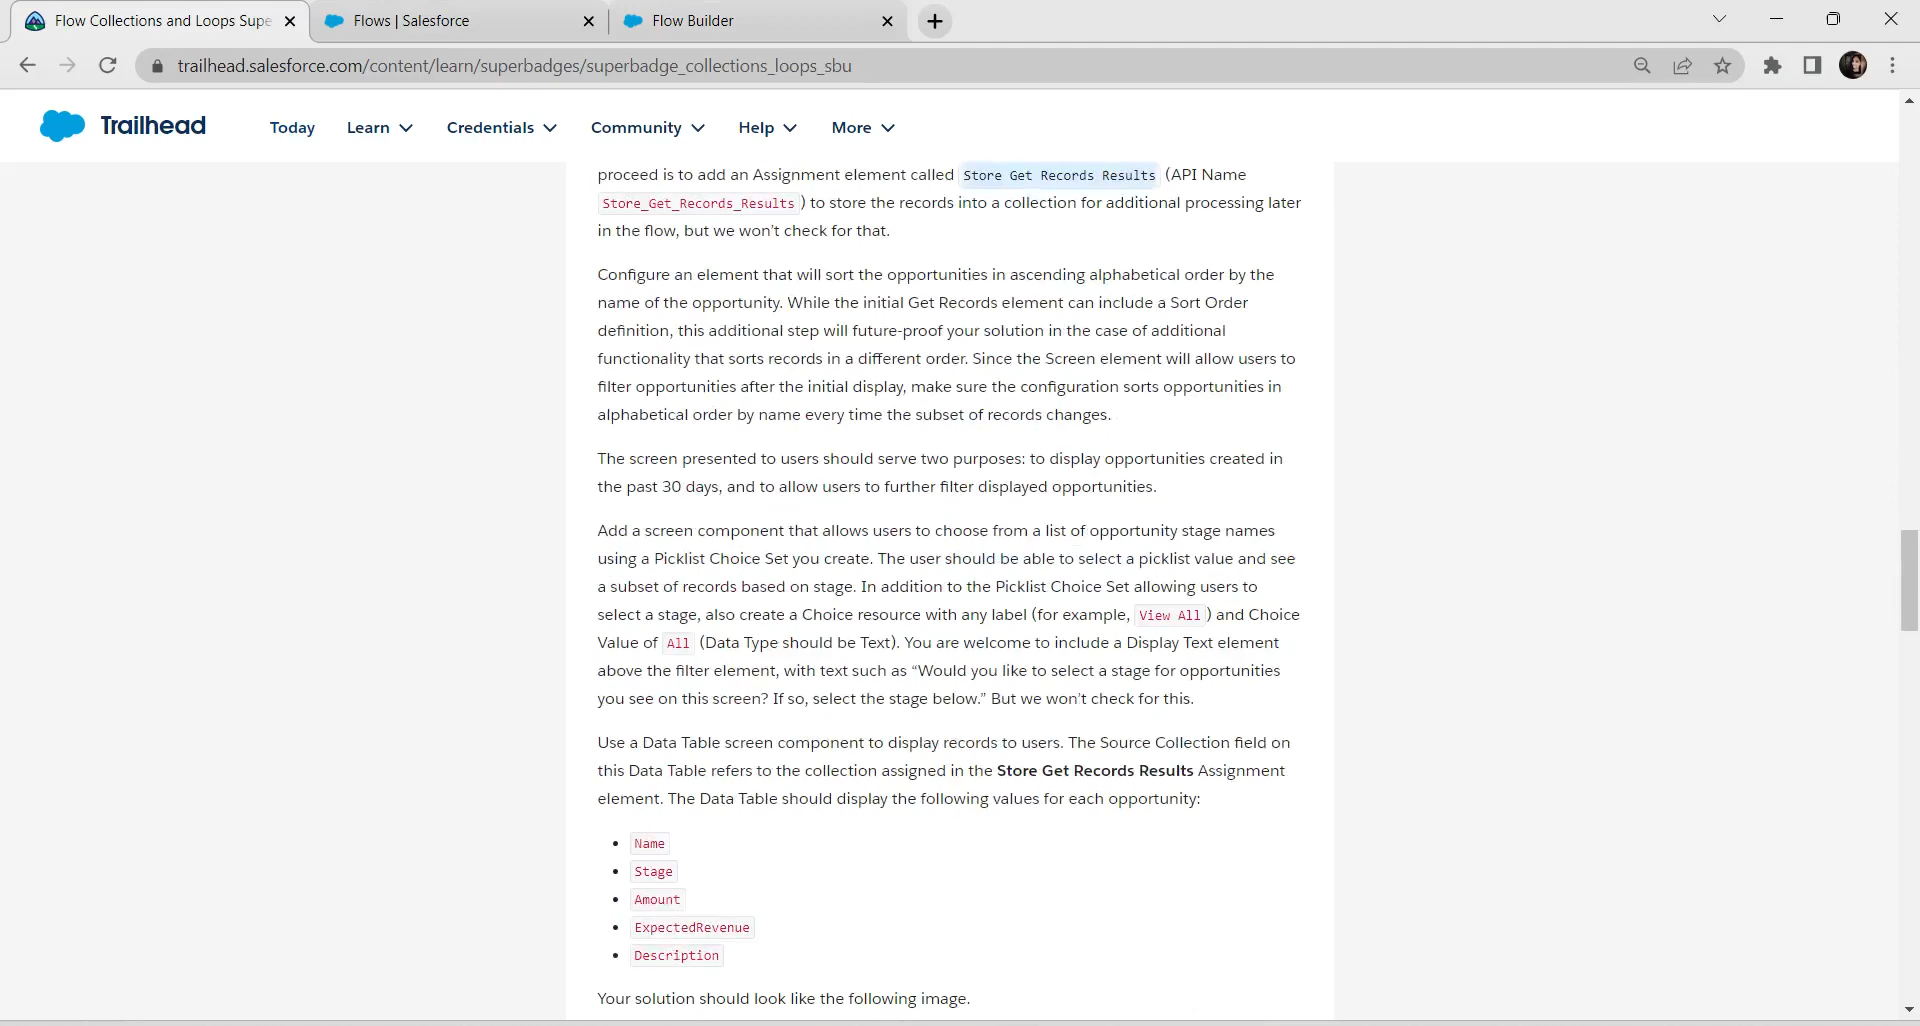 Flow Collections and Loops Supe
Flows | Salesforce
Flow Builder
trailhead.salesforce.com/content/learn/superbadges/superbadge_collections_loops_sbu
Trailhead
Today
Learn
Credentials
Community
Help
More
proceed is to add an Assignment element called Store Get Records Results (API Name
Store_Get_Records_Results) to store the records into a collection for additional processing later
in the flow, but we won’t check for that.
Configure an element that will sort the opportunities in ascending alphabetical order by the
name of the opportunity. While the initial Get Records element can include a Sort Order
definition, this additional step will future-proof your solution in the case of additional
functionality that sorts records in a different order. Since the Screen element will allow users to
filter opportunities after the initial display, make sure the configuration sorts opportunities in
alphabetical order by name every time the subset of records changes.
The screen presented to users should serve two purposes: to display opportunities created in
the past 30 days, and to allow users to further filter displayed opportunities.
Add a screen component that allows users to choose from a list of opportunity stage names
using a Picklist Choice Set you create. The user should be able to select a picklist value and see
a subset of records based on stage. In addition to the Picklist Choice Set allowing users to
select a stage, also create a Choice resource with any label (for example, View All) and Choice
Value of All (Data Type should be Text). You are welcome to include a Display Text element
above the filter element, with text such as “Would you like to select a stage for opportunities
you see on this screen? If so, select the stage below.” But we won’t check for this.
Use a Data Table screen component to display records to users. The Source Collection field on
this Data Table refers to the collection assigned in the Store Get Records Results Assignment
element. The Data Table should display the following values for each opportunity:
• Name
• Stage
• Amount
• ExpectedRevenue
• Description
Your solution should look like the following image.